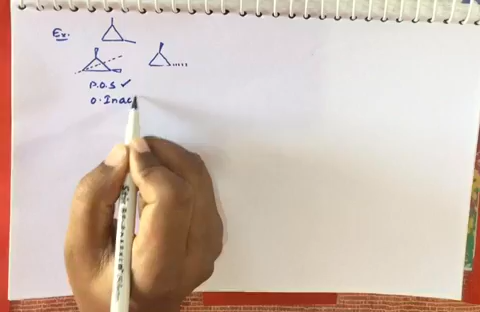 Ex.
P.O.S ✓
O. Inac